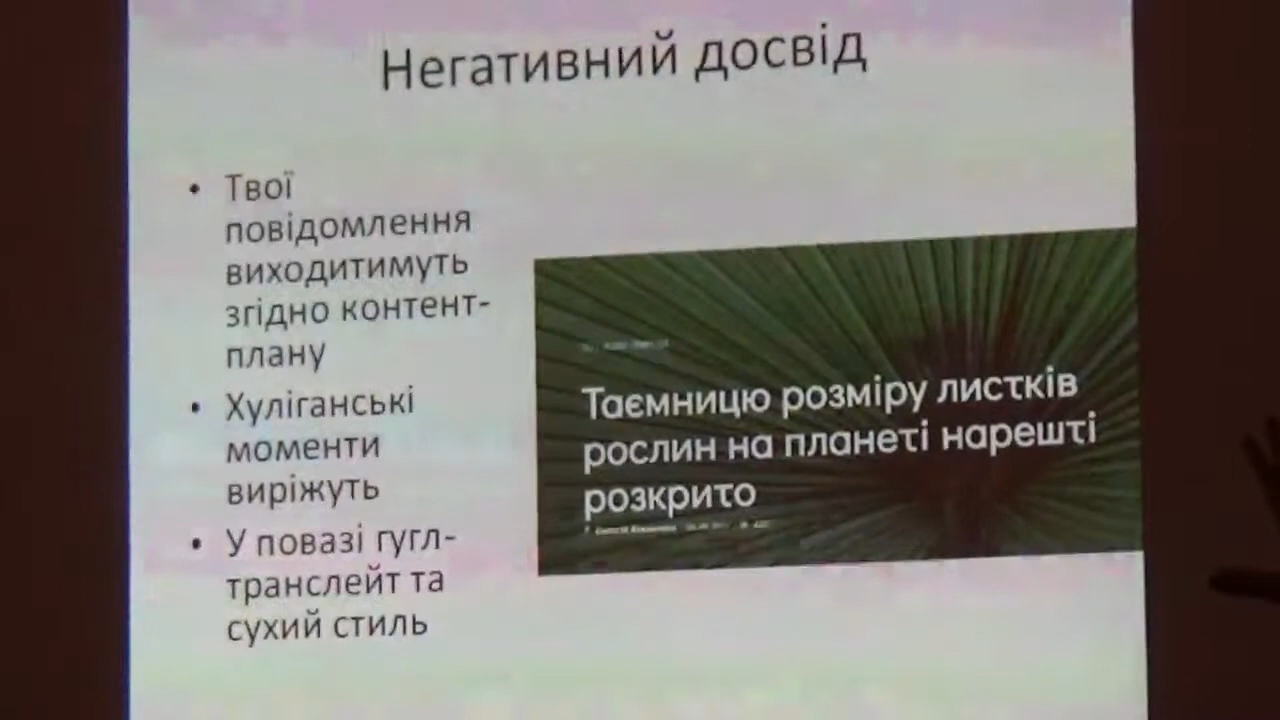 Негативний досвід
• Твої
повідомлення
виходитимуть
згідно контент-
плану
• Хуліганські
моменти
виріжуть
• У повазі гугл-
транслейт та
сухий стиль
Таємницю розміру листків
рослин на планеті нарешті
розкрито